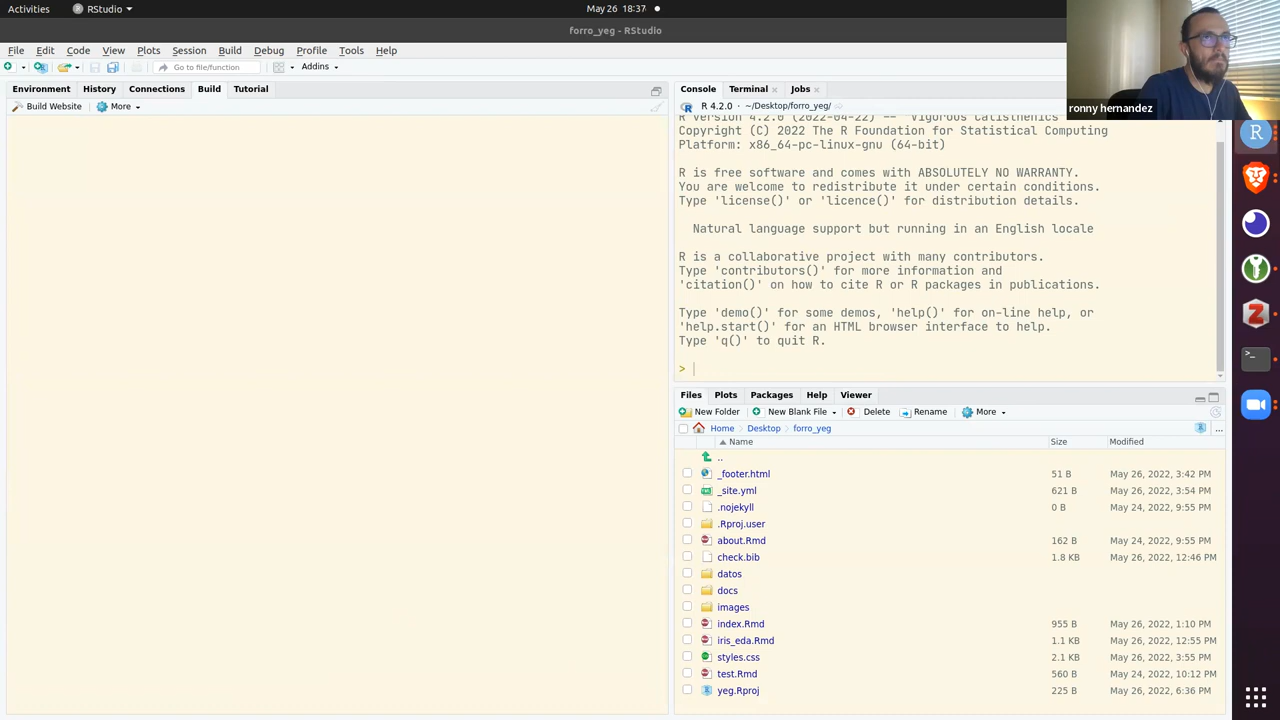 Activities RStudio May 26 18:37
forro_yeg - RStudio
File Edit Code View Plots Session Build Debug Profile Tools Help
Go to file/function Addins
Environment History Connections Build Tutorial
Build Website More
Console Terminal Jobs
R 4.2.0 · ~/Desktop/forro_yeg/
R version 4.2.0 (2022-04-22) -- "Vigorous Calisthenics"
Copyright (C) 2022 The R Foundation for Statistical Computing
Platform: x86_64-pc-linux-gnu (64-bit)
R is free software and comes with ABSOLUTELY NO WARRANTY.
You are welcome to redistribute it under certain conditions.
Type 'license()' or 'licence()' for distribution details.
Natural language support but running in an English locale
R is a collaborative project with many contributors.
Type 'contributors()' for more information and
'citation()' on how to cite R or R packages in publications.
Type 'demo()' for some demos, 'help()' for on-line help, or
'help.start()' for an HTML browser interface to help.
Type 'q()' to quit R.
>
ronny hernandez
Files Plots Packages Help Viewer
New Folder New Blank File Delete Rename More
Home Desktop forro_yeg ...
Name Size Modified
..
_footer.html 51 B May 26, 2022, 3:42 PM
_site.yml 621 B May 26, 2022, 3:54 PM
.nojekyll 0 B May 24, 2022, 9:55 PM
.Rproj.user
about.Rmd 162 B May 24, 2022, 9:55 PM
check.bib 1.8 KB May 26, 2022, 12:46 PM
datos
docs
images
index.Rmd 955 B May 26, 2022, 1:10 PM
iris_eda.Rmd 1.1 KB May 26, 2022, 12:55 PM
styles.css 2.1 KB May 26, 2022, 3:55 PM
test.Rmd 560 B May 24, 2022, 10:12 PM
yeg.Rproj 225 B May 26, 2022, 6:36 PM